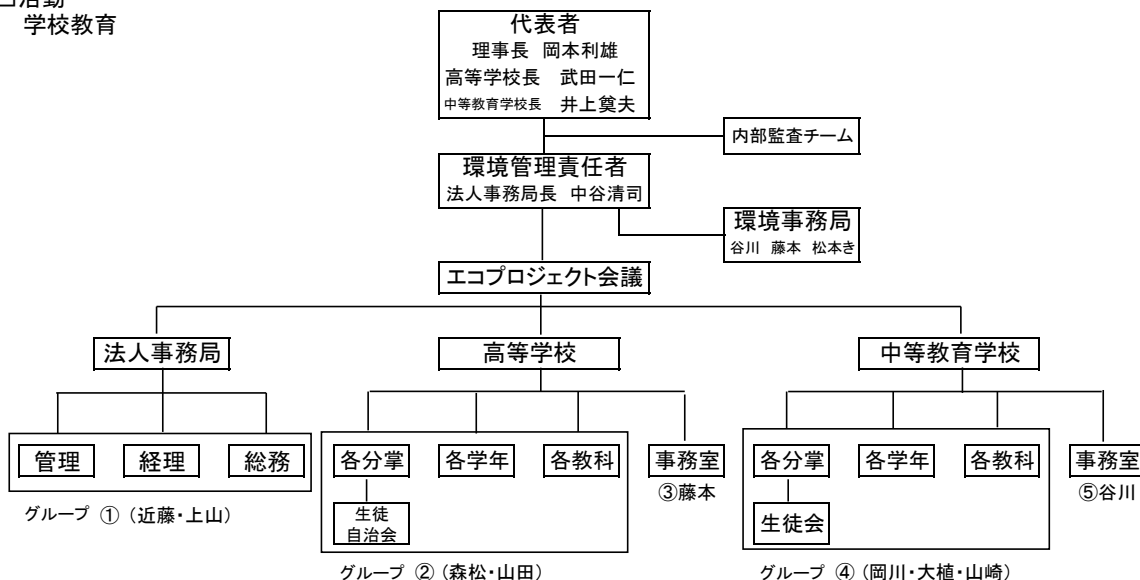 学校教育
代表者
理事長 岡本利雄
高等学校長 武田一仁
中等教育学校長 井上奠夫
内部監査チーム
環境管理責任者
法人事務局長 中谷清司
環境事務局
谷川 藤本 松本き
エコプロジェクト会議
法人事務局 高等学校 中等教育学校
管理 経理 総務 各分掌 各学年 各教科 事務室 各分掌 各学年 各教科 事務室
③藤本 ⑤谷川
グループ ① (近藤・上山)
生徒
自治会
生徒会
グループ ② (森松・山田) グループ ④ (岡川・大植・山崎)